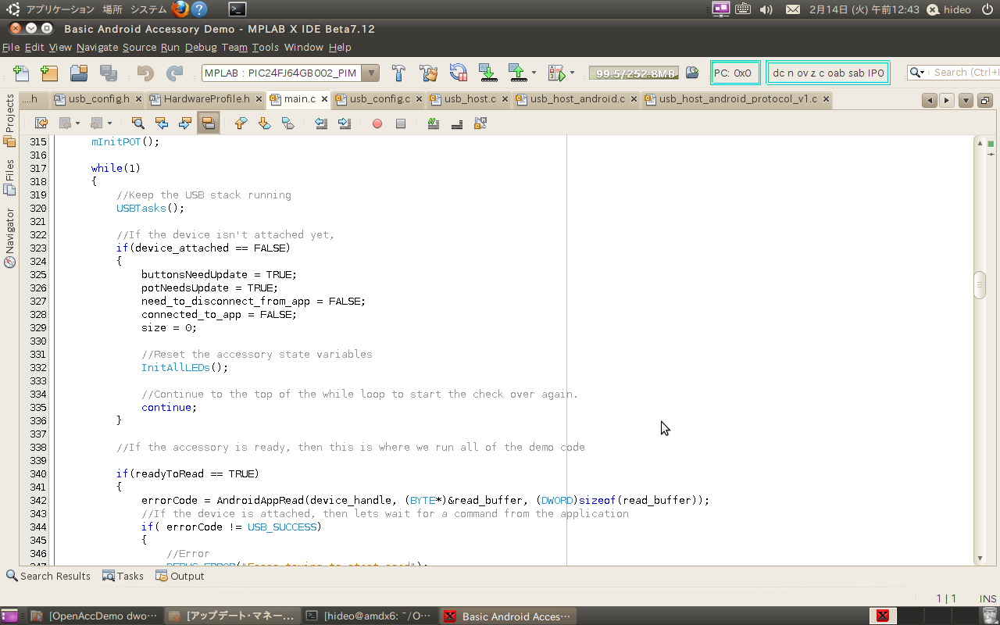 アプリケーション 場所 システム 2月14日 (火) 午前12:43 hideo
Basic Android Accessory Demo - MPLAB X IDE Beta7.12
File Edit View Navigate Source Run Debug Team Tools Window Help
MPLAB : PIC24FJ64GB002_PIM 99.5/252.8MB PC: 0x0 dc n ov z c oab sab IP0 Search (Ctrl+I
...h usb_config.h HardwareProfile.h main.c usb_config.c usb_host.c usb_host_android.c usb_host_android_protocol_v1.c
Projects
Files
Navigator
315 mInitPOT();
316
317 while(1)
318 {
319 //Keep the USB stack running
320 USBTasks();
321
322 //If the device isn't attached yet,
323 if(device_attached == FALSE)
324 {
325 buttonsNeedUpdate = TRUE;
326 potNeedsUpdate = TRUE;
327 need_to_disconnect_from_app = FALSE;
328 connected_to_app = FALSE;
329 size = 0;
330
331 //Reset the accessory state variables
332 InitAllLEDs();
333
334 //Continue to the top of the while loop to start the check over again.
335 continue;
336 }
337
338 //If the accessory is ready, then this is where we run all of the demo code
339
340 if(readyToRead == TRUE)
341 {
342 errorCode = AndroidAppRead(device_handle, (BYTE*)&read_buffer, (DWORD)sizeof(read_buffer));
343 //If the device is attached, then lets wait for a command from the application
344 if( errorCode != USB_SUCCESS)
345 {
346 //Error
Search Results Tasks Output
1 | 1 INS
[OpenAccDemo dwo... [アップデート・マネー... [hideo@amdx6: ~/O... Basic Android Acces...